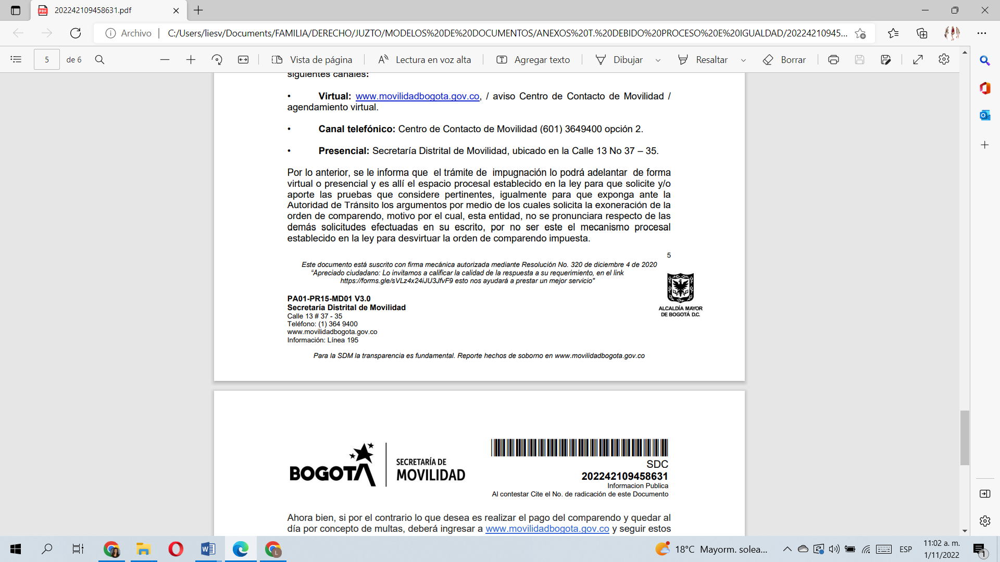 202242109458631.pdf
Archivo | C:/Users/liesv/Documents/FAMILIA/DERECHO/JUZTO/MODELOS%20DE%20DOCUMENTOS/ANEXOS%20T.%20DEBIDO%20PROCESO%20E%20IGUALDAD/20224210945...
5 de 6 Vista de página Lectura en voz alta Agregar texto Dibujar Resaltar Borrar
siguientes canales:
• Virtual: www.movilidadbogota.gov.co, / aviso Centro de Contacto de Movilidad /
agendamiento virtual.
• Canal telefónico: Centro de Contacto de Movilidad (601) 3649400 opción 2.
• Presencial: Secretaría Distrital de Movilidad, ubicado en la Calle 13 No 37 – 35.
Por lo anterior, se le informa que el trámite de impugnación lo podrá adelantar de forma
virtual o presencial y es allí el espacio procesal establecido en la ley para que solicite y/o
aporte las pruebas que considere pertinentes, igualmente para que exponga ante la
Autoridad de Tránsito los argumentos por medio de los cuales solicita la exoneración de la
orden de comparendo, motivo por el cual, esta entidad, no se pronunciara respecto de las
demás solicitudes efectuadas en su escrito, por no ser este el mecanismo procesal
establecido en la ley para desvirtuar la orden de comparendo impuesta.
5
Este documento está suscrito con firma mecánica autorizada mediante Resolución No. 320 de diciembre 4 de 2020
“Apreciado ciudadano: Lo invitamos a calificar la calidad de la respuesta a su requerimiento, en el link
https://forms.gle/sVLz4x24iJU3JfvF9 esto nos ayudará a prestar un mejor servicio"
PA01-PR15-MD01 V3.0
Secretaría Distrital de Movilidad
Calle 13 # 37 - 35
Teléfono: (1) 364 9400
www.movilidadbogota.gov.co
Información: Línea 195
ALCALDÍA MAYOR
DE BOGOTÁ D.C.
Para la SDM la transparencia es fundamental. Reporte hechos de soborno en www.movilidadbogota.gov.co
BOGOTÁ
SECRETARÍA DE
MOVILIDAD
SDC
202242109458631
Informacion Publica
Al contestar Cite el No. de radicación de este Documento
Ahora bien, si por el contrario lo que desea es realizar el pago del comparendo y quedar al
día por concepto de multas, deberá ingresar a www.movilidadbogota.gov.co y seguir estos
18°C Mayorm. solea... ESP
11:02 a. m.
1/11/2022
1